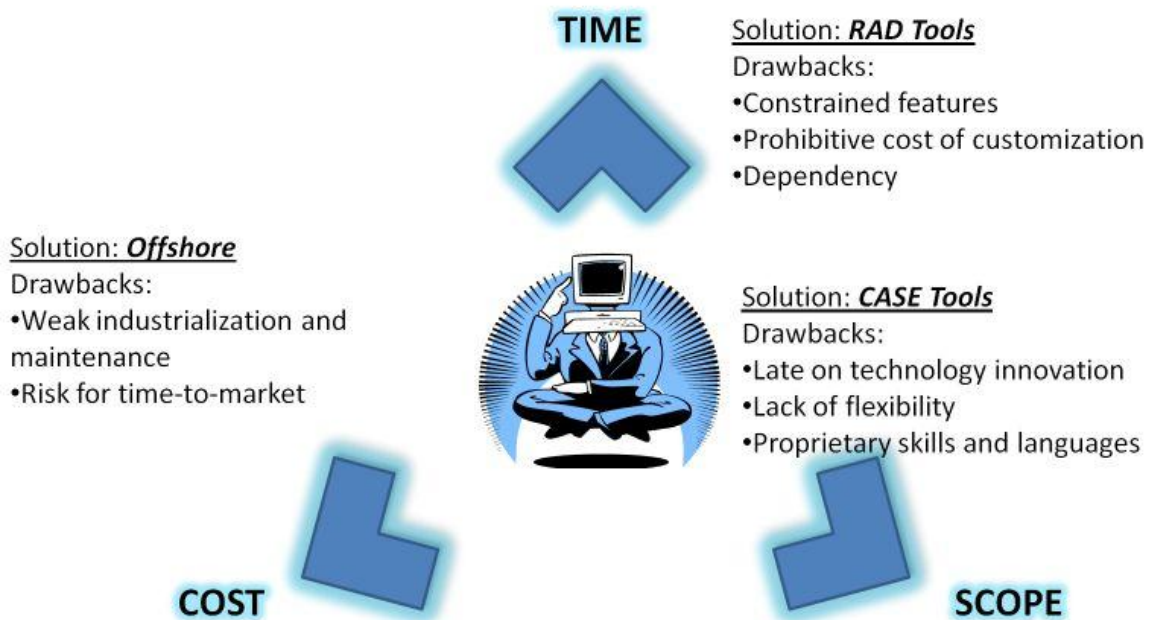 TIME
Solution: RAD Tools
Drawbacks:
•Constrained features
•Prohibitive cost of customization
•Dependency
Solution: Offshore
Drawbacks:
•Weak industrialization and
maintenance
•Risk for time-to-market
Solution: CASE Tools
Drawbacks:
•Late on technology innovation
•Lack of flexibility
•Proprietary skills and languages
COST
SCOPE